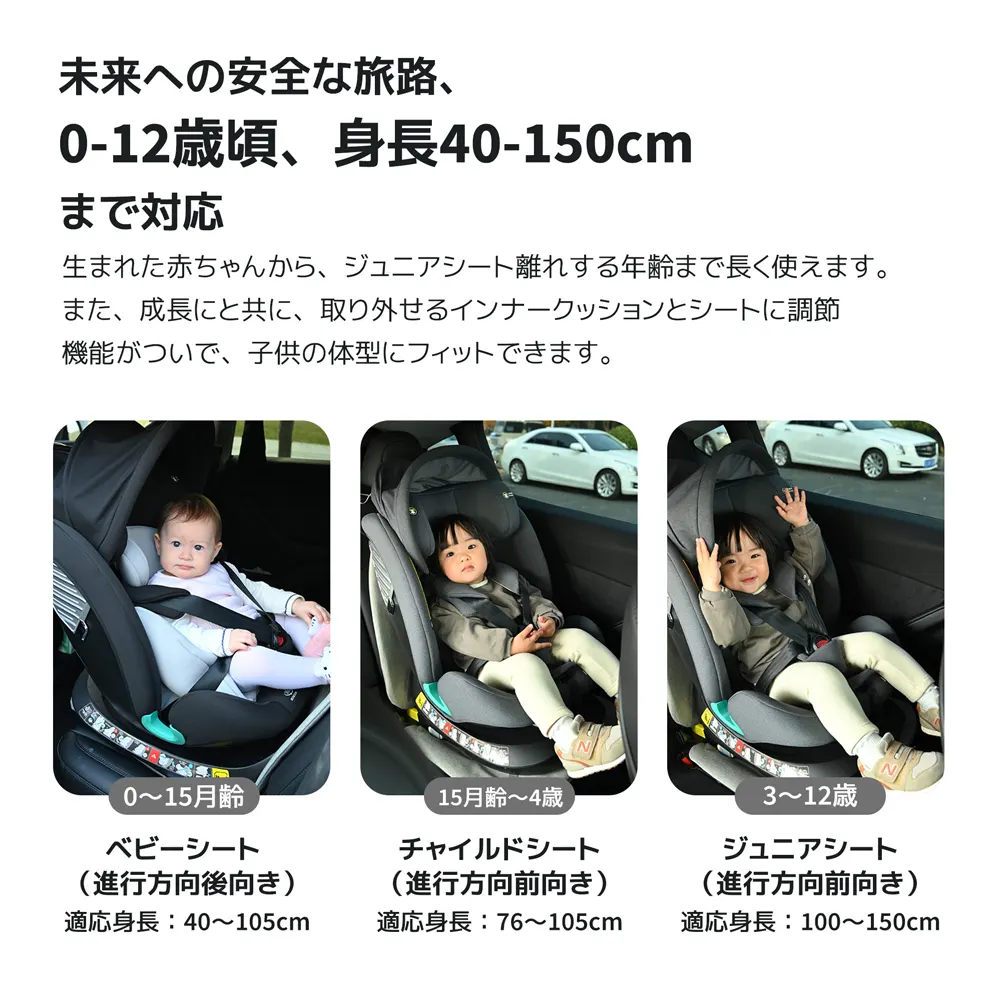 未来への安全な旅路、
0-12歳頃、身長40-150cm
まで対応
生まれた赤ちゃんから、ジュニアシート離れする年齢まで長く使えます。
また、成長にと共に、取り外せるインナークッションとシートに調節
機能がついで、子供の体型にフィットできます。
0～15月齢
15月齢～4歳
3～12歳
ベビーシート
（進行方向後向き）
適応身長：40～105cm
チャイルドシート
（進行方向前向き）
適応身長：76～105cm
ジュニアシート
（進行方向前向き）
適応身長：100～150cm
N
N